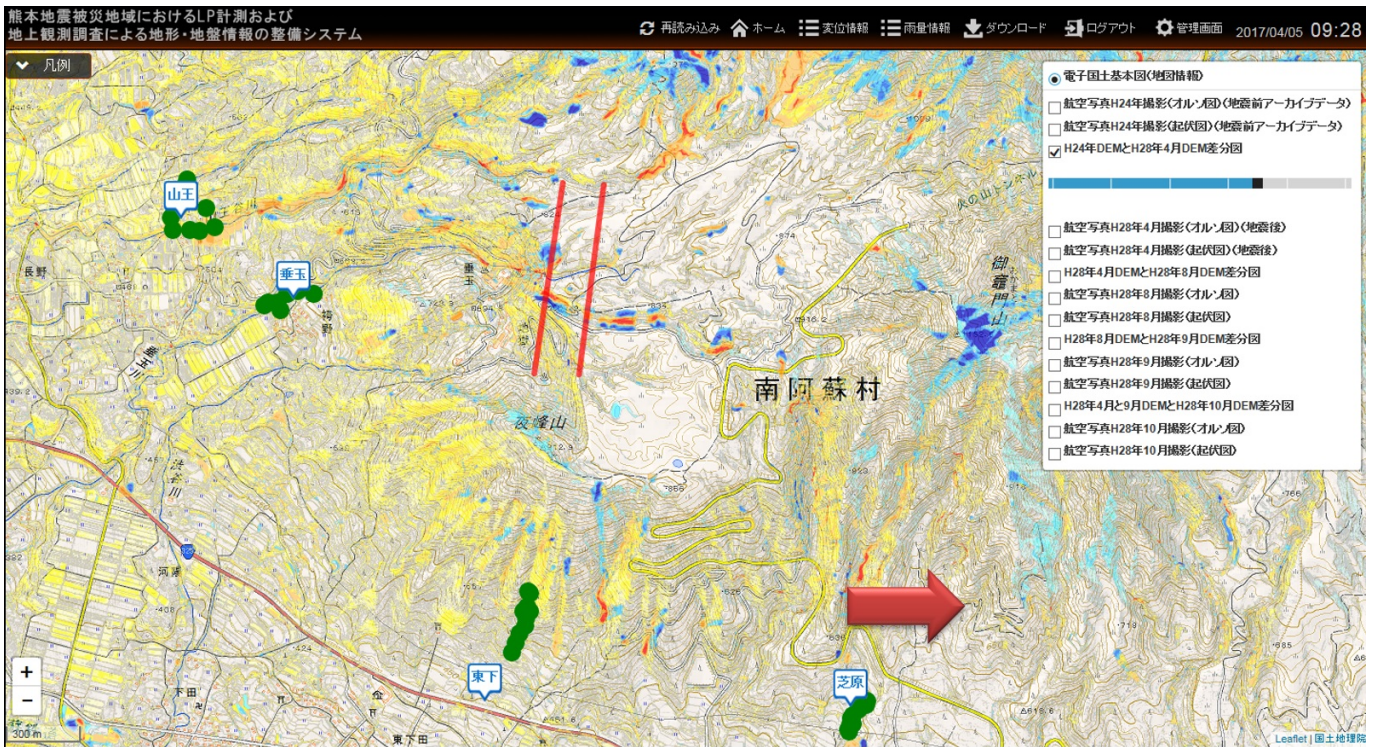 熊本地震被災地域におけるLP計測および
地上観測調査による地形・地盤情報の整備システム
再読み込み ホーム 変位情報 雨量情報 ダウンロード ログアウト 管理画面 2017/04/05 09:28
凡例
電子国土基本図(地図情報)
航空写真H24年撮影(オルソ図)(地震前アーカイブデータ)
航空写真H24年撮影(起伏図)(地震前アーカイブデータ)
H24年DEMとH28年4月DEM差分図
航空写真H28年4月撮影(オルソ図)(地震後)
航空写真H28年4月撮影(起伏図)(地震後)
H28年4月DEMとH28年8月DEM差分図
航空写真H28年8月撮影(オルソ図)
航空写真H28年8月撮影(起伏図)
H28年8月DEMとH28年9月DEM差分図
航空写真H28年9月撮影(オルソ図)
航空写真H28年9月撮影(起伏図)
H28年4月と9月DEMとH28年10月DEM差分図
航空写真H28年10月撮影(オルソ図)
航空写真H28年10月撮影(起伏図)
山王
長野
垂玉
垂玉
袴野
垂玉川
御竈門山
南阿蘇村
夜峰山
河陽
東下
芝原
下田
東下田
+
−
300 m
Leaflet | 国土地理院